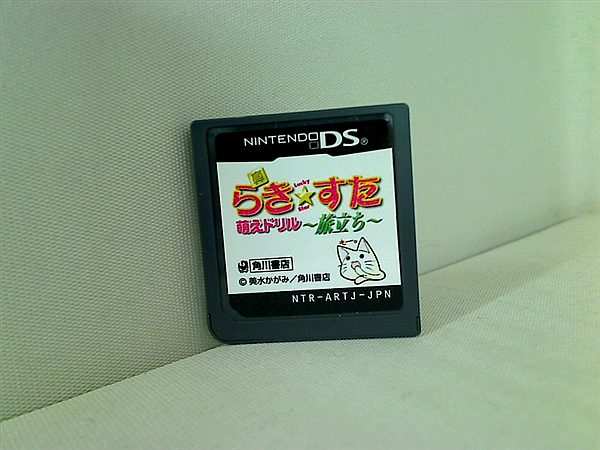 NINTENDO DS®
真
らき☆すた
Lucky
Star
萌えドリル～旅立ち～
角川書店
© 美水かがみ／角川書店
NTR-ARTJ-JPN